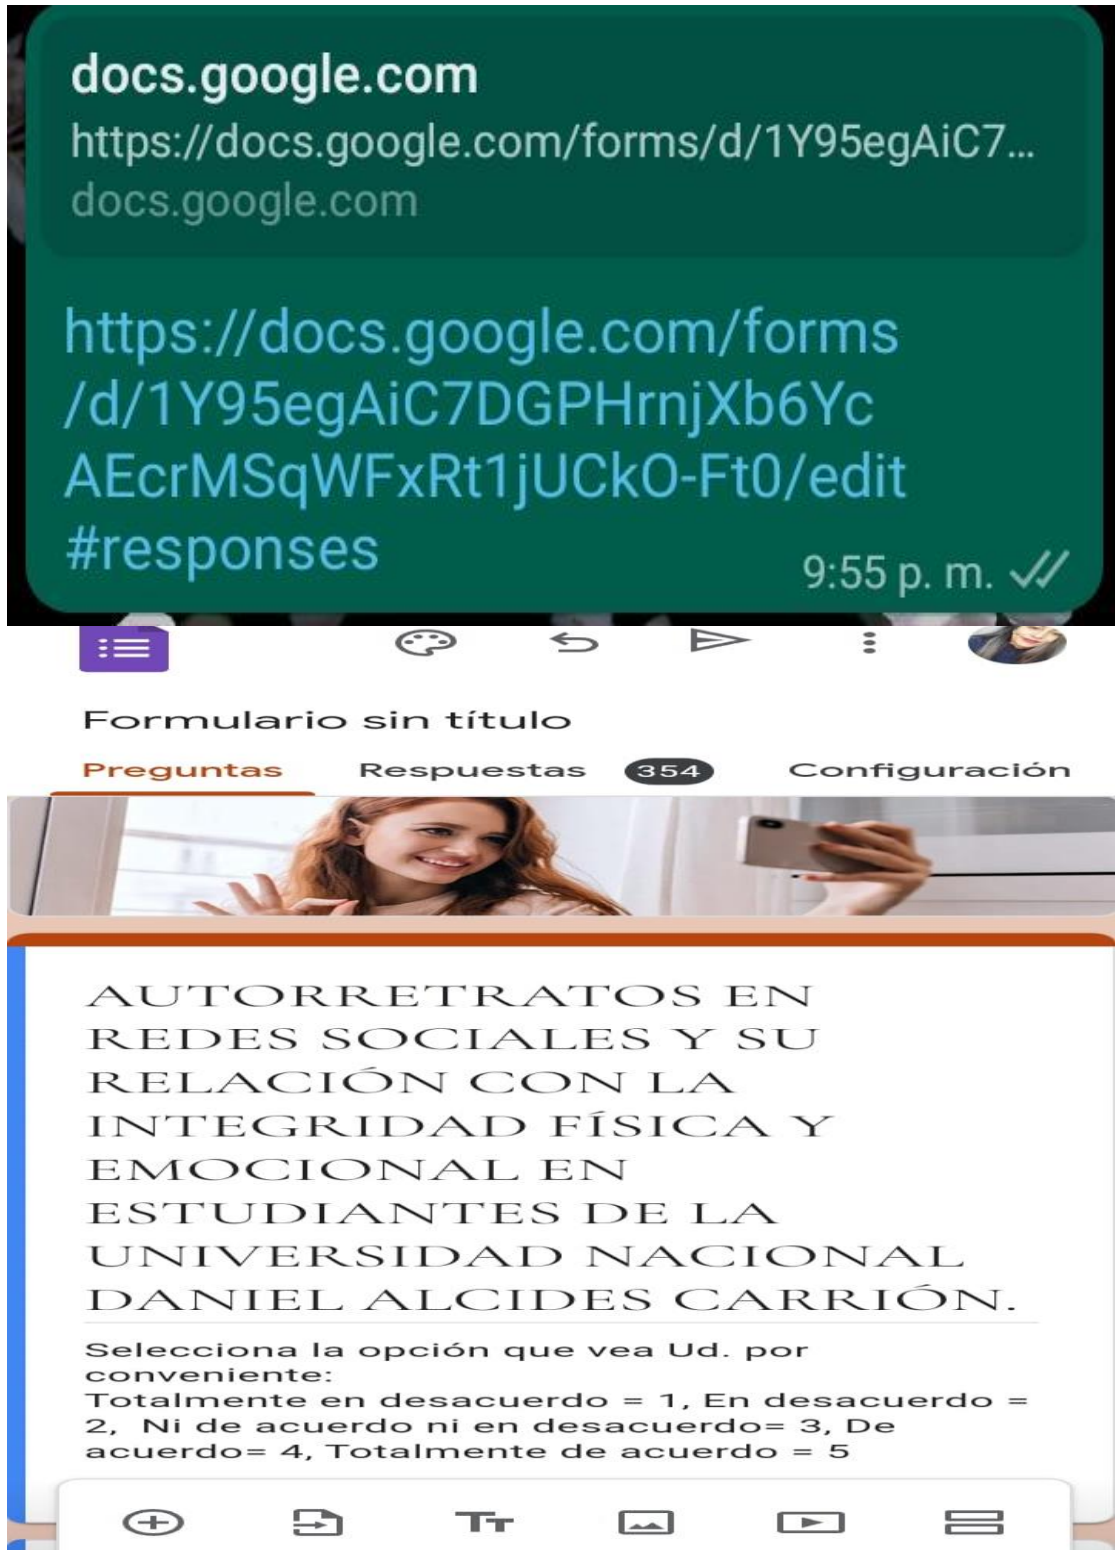 docs.google.com
https://docs.google.com/forms/d/1Y95egAiC7...
docs.google.com
https://docs.google.com/forms
/d/1Y95egAiC7DGPHrnjXb6Yc
AEcrMSqWFxRt1jUCkO-Ft0/edit
#responses
9:55 p. m.
Formulario sin título
Preguntas Respuestas 354 Configuración
AUTORRETRATOS EN
REDES SOCIALES Y SU
RELACIÓN CON LA
INTEGRIDAD FÍSICA Y
EMOCIONAL EN
ESTUDIANTES DE LA
UNIVERSIDAD NACIONAL
DANIEL ALCIDES CARRIÓN.
Selecciona la opción que vea Ud. por
conveniente:
Totalmente en desacuerdo = 1, En desacuerdo =
2, Ni de acuerdo ni en desacuerdo= 3, De
acuerdo= 4, Totalmente de acuerdo = 5
Tт